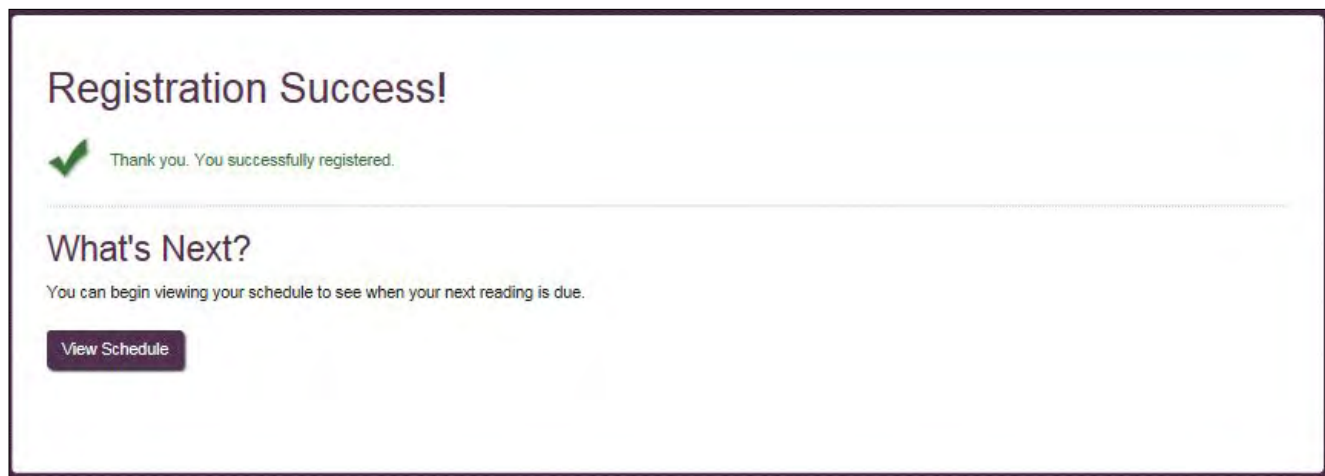 Registration Success!
Thank you. You successfully registered.
What's Next?
You can begin viewing your schedule to see when your next reading is due.
View Schedule